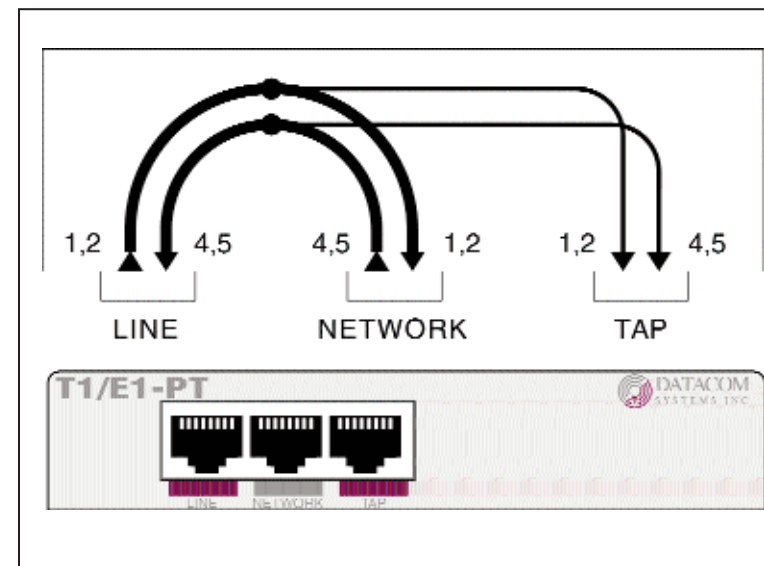 1,2 4,5 4,5 1,2 1,2 4,5
LINE NETWORK TAP
T1/E1-PT
DATACOM
SYSTEMS INC
LINE NETWORK TAP